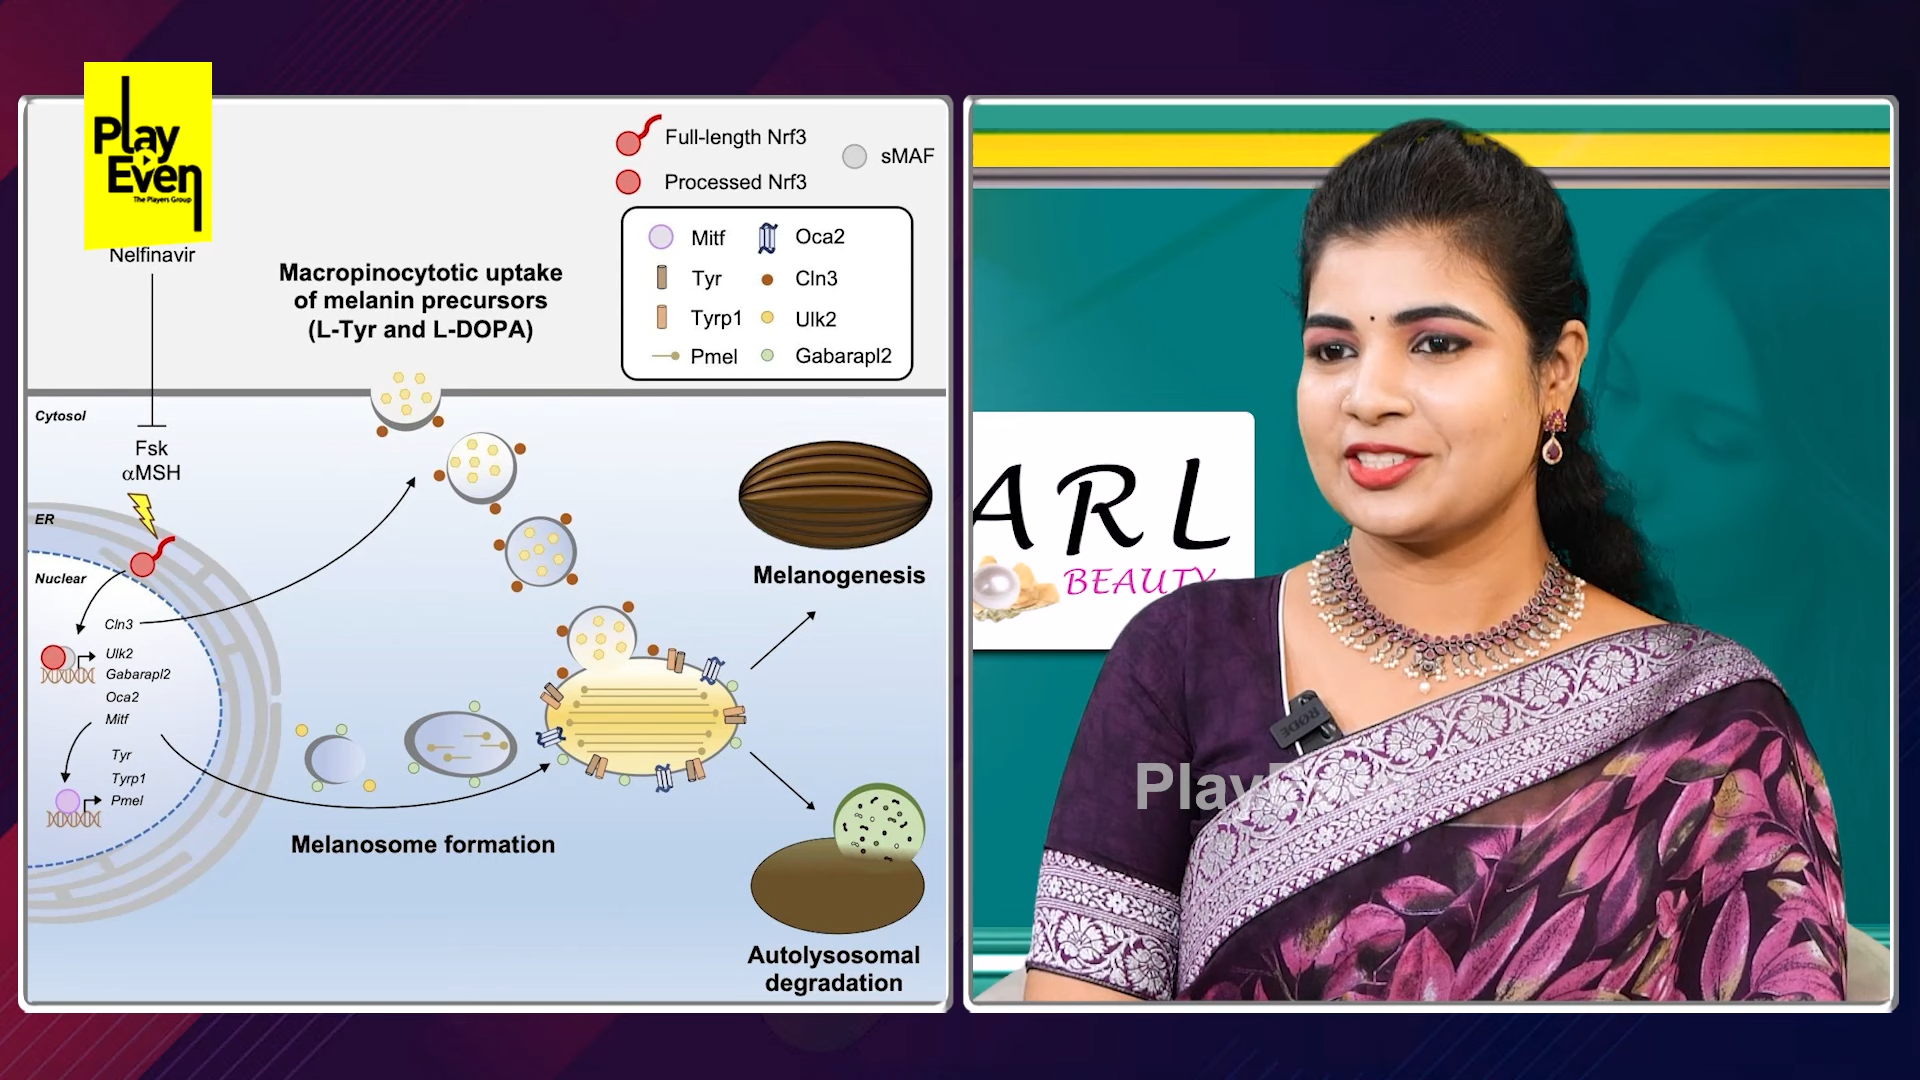 Play
Even
The Players Group
Full-length Nrf3
sMAF
Processed Nrf3
Mitf
Oca2
Tyr
Cln3
Tyrp1
Ulk2
Pmel
Gabarapl2
Nelfinavir
Macropinocytotic uptake
of melanin precursors
(L-Tyr and L-DOPA)
Cytosol
Fsk
αMSH
ER
Nuclear
Cln3
Ulk2
Gabarapl2
Oca2
Mitf
Tyr
Tyrp1
Pmel
Melanosome formation
Melanogenesis
Autolysosomal
degradation
ARL
BEAUTY
RODE